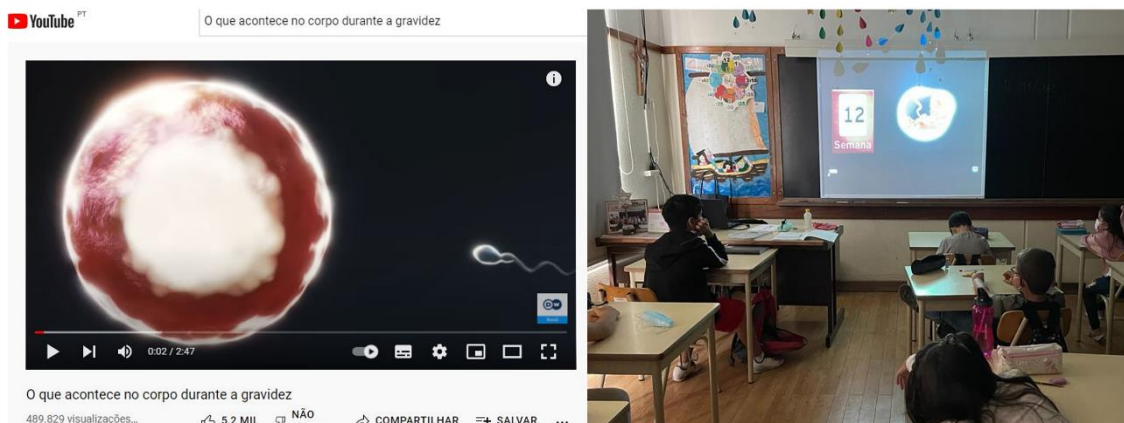 YouTube PT
O que acontece no corpo durante a gravidez
DW
0:02 / 2:47
O que acontece no corpo durante a gravidez
489.829 visualizações...
5,2 MIL
NÃO
COMPARTILHAR
SALVAR
12
Semana